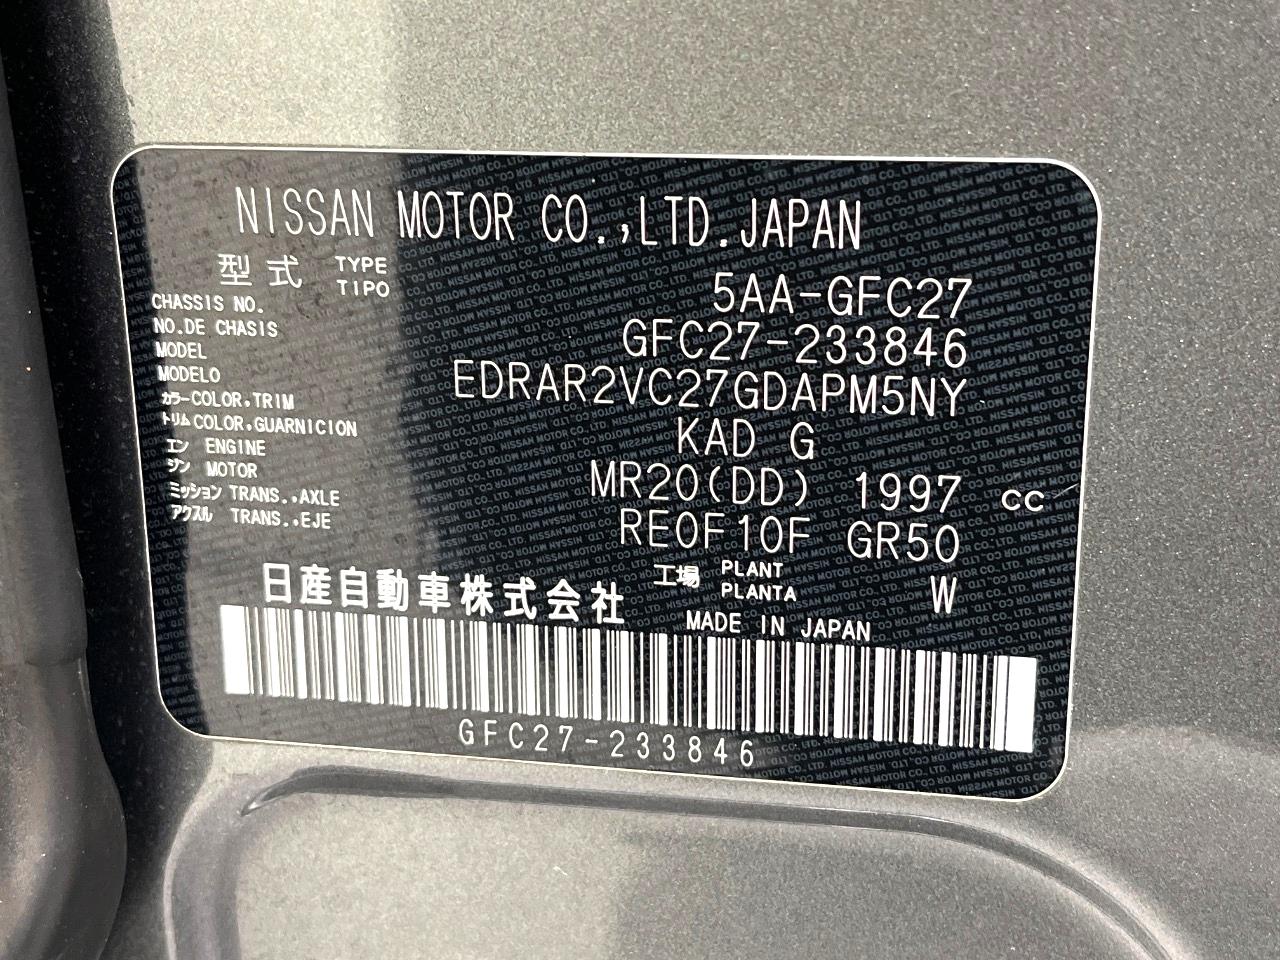 NISSAN MOTOR CO.,LTD.JAPAN
型式 TYPE TIPO 5AA-GFC27
CHASSIS NO.
NO.DE CHASIS GFC27-233846
MODEL
MODELO EDRAR2VC27GDAPM5NY
カラー COLOR,TRIM
トリム COLOR,GUARNICION KAD G
エン ENGINE
ジン MOTOR MR20(DD) 1997 cc
ミッション TRANS.,AXLE
アクスル TRANS.,EJE RE0F10F GR50
工場 PLANT PLANTA W
日産自動車株式会社
MADE IN JAPAN
GFC27-233846